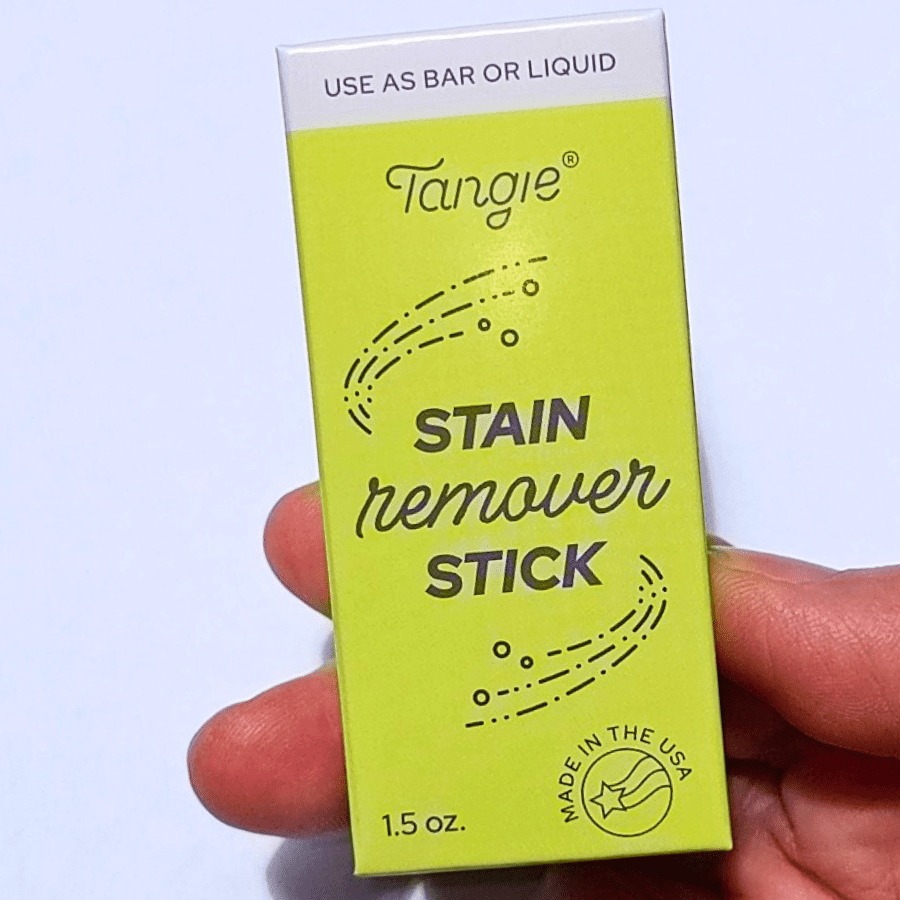 USE AS BAR OR LIQUID
Tangie®
STAIN
remover
STICK
MADE IN THE USA
1.5 oz.